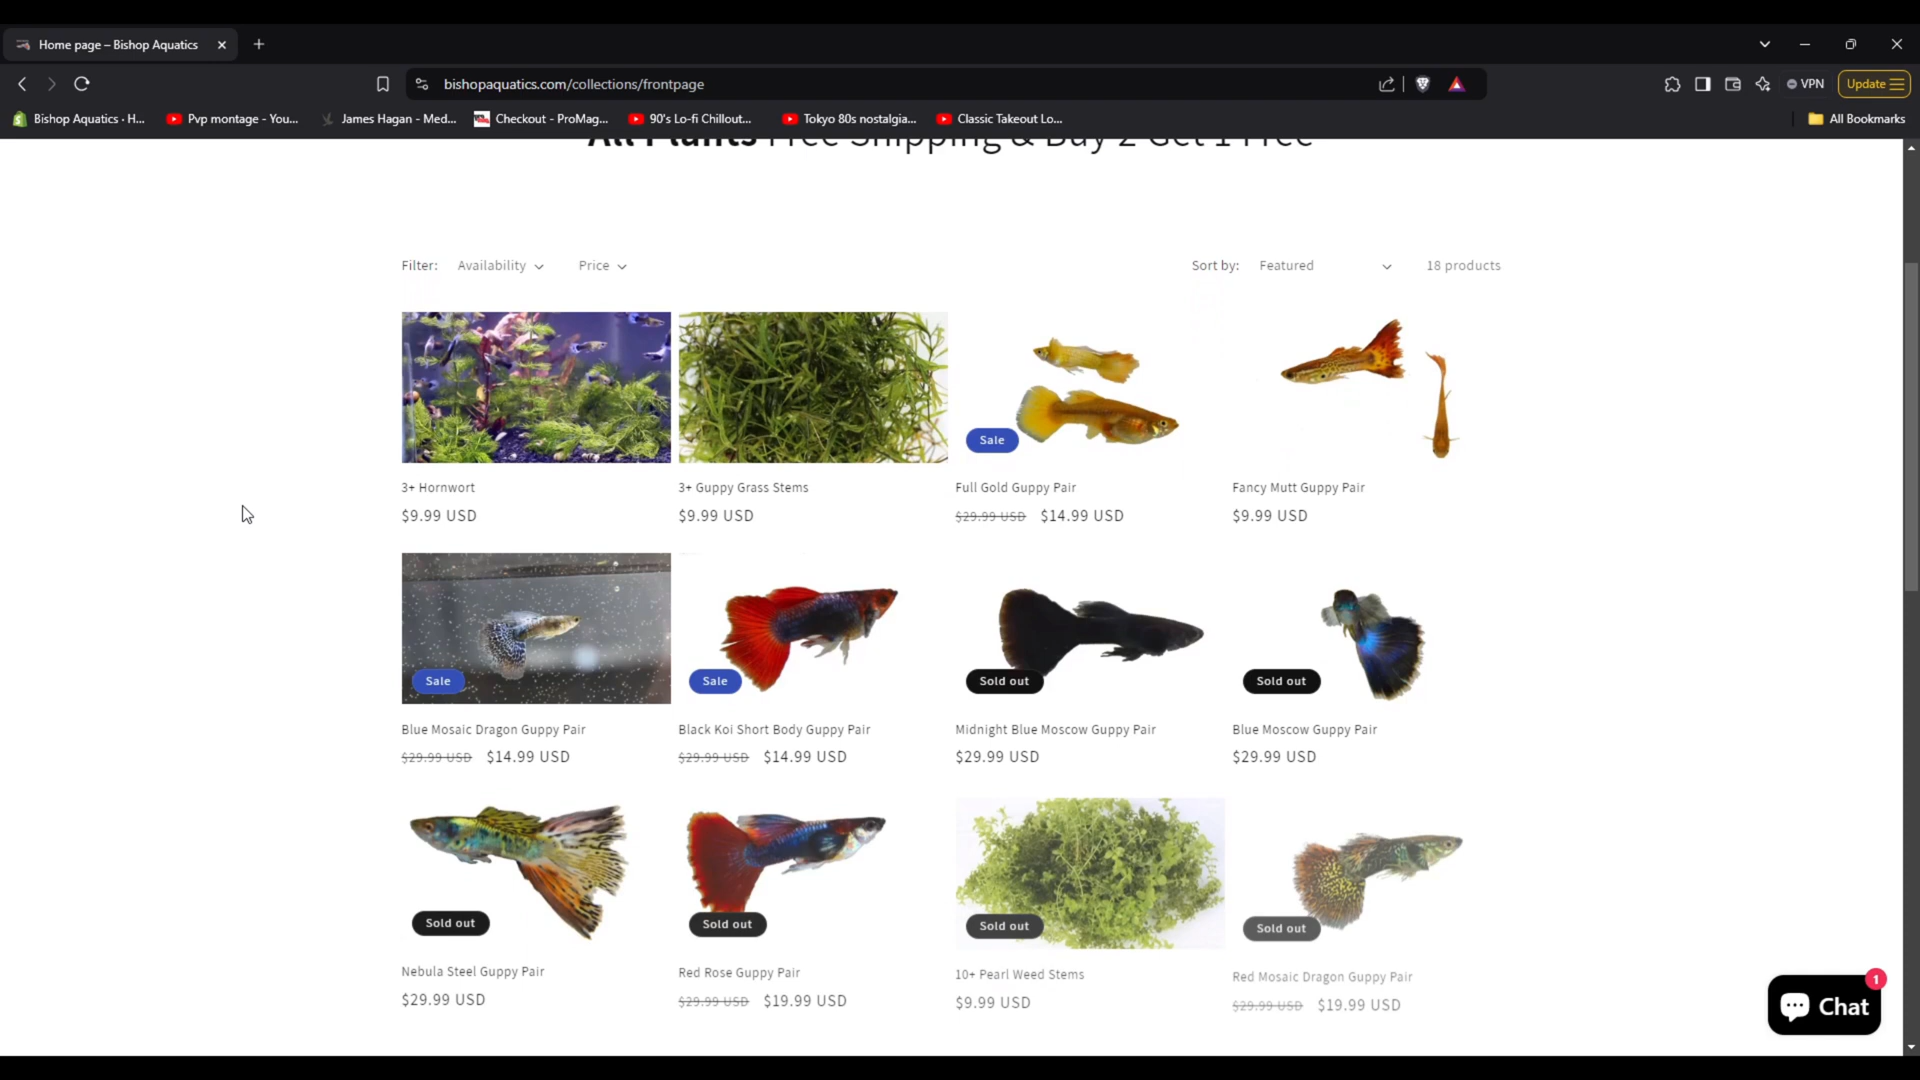 Home page – Bishop Aquatics
bishopaquatics.com/collections/frontpage
VPN
Update
Bishop Aquatics · H...
Pvp montage - You...
James Hagan - Med...
Checkout - ProMag...
90's Lo-fi Chillout...
Tokyo 80s nostalgia...
Classic Takeout Lo...
All Bookmarks
All Plants Free Shipping & Buy 2 Get 1 Free
Filter: Availability Price
Sort by: Featured 18 products
Sale
3+ Hornwort
$9.99 USD
3+ Guppy Grass Stems
$9.99 USD
Full Gold Guppy Pair
$29.99 USD $14.99 USD
Fancy Mutt Guppy Pair
$9.99 USD
Sale
Sale
Sold out
Sold out
Blue Mosaic Dragon Guppy Pair
$29.99 USD $14.99 USD
Black Koi Short Body Guppy Pair
$29.99 USD $14.99 USD
Midnight Blue Moscow Guppy Pair
$29.99 USD
Blue Moscow Guppy Pair
$29.99 USD
Sold out
Sold out
Sold out
Sold out
Nebula Steel Guppy Pair
$29.99 USD
Red Rose Guppy Pair
$29.99 USD $19.99 USD
10+ Pearl Weed Stems
$9.99 USD
Red Mosaic Dragon Guppy Pair
$29.99 USD $19.99 USD
1
Chat